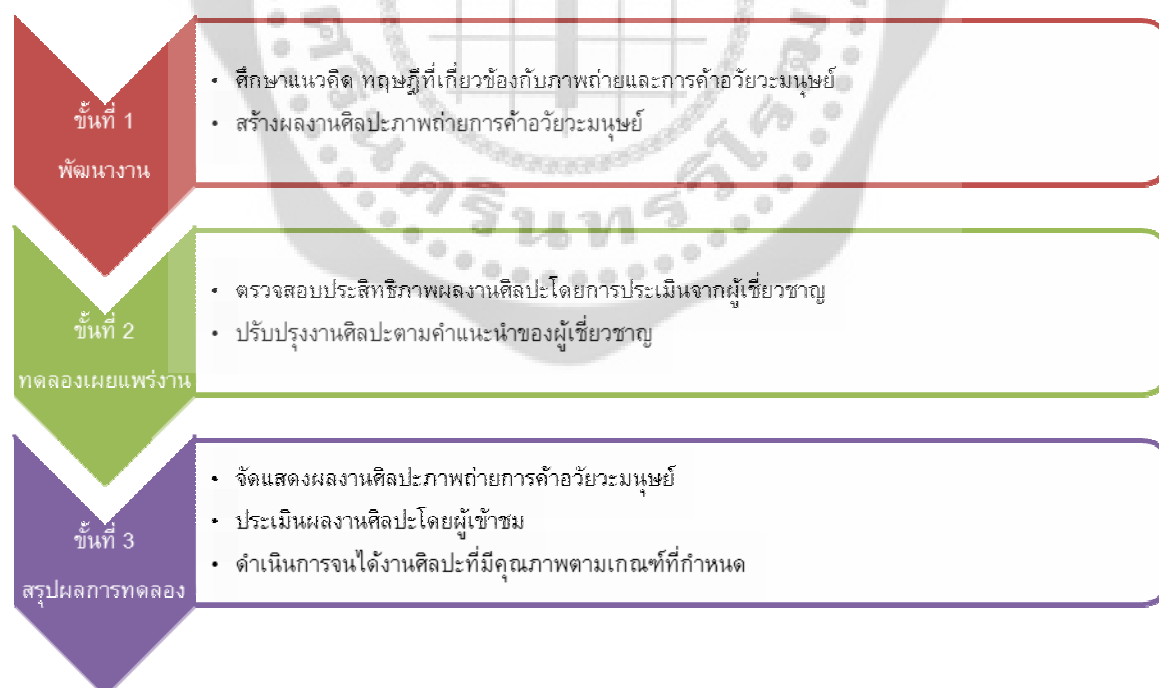 ขั้นที่ 1
พัฒนางาน
• ศึกษาแนวคิด ทฤษฎีที่เกี่ยวข้องกับภาพถ่ายและการค้าอวัยวะมนุษย์
• สร้างผลงานศิลปะภาพถ่ายการค้าอวัยวะมนุษย์
ขั้นที่ 2
ทดลองเผยแพร่งาน
• ตรวจสอบประสิทธิภาพผลงานศิลปะโดยการประเมินจากผู้เชี่ยวชาญ
• ปรับปรุงงานศิลปะตามคำแนะนำของผู้เชี่ยวชาญ
ขั้นที่ 3
สรุปผลการทดลอง
• จัดแสดงผลงานศิลปะภาพถ่ายการค้าอวัยวะมนุษย์
• ประเมินผลงานศิลปะโดยผู้เข้าชม
• ดำเนินการจนได้งานศิลปะที่มีคุณภาพตามเกณฑ์ที่กำหนด